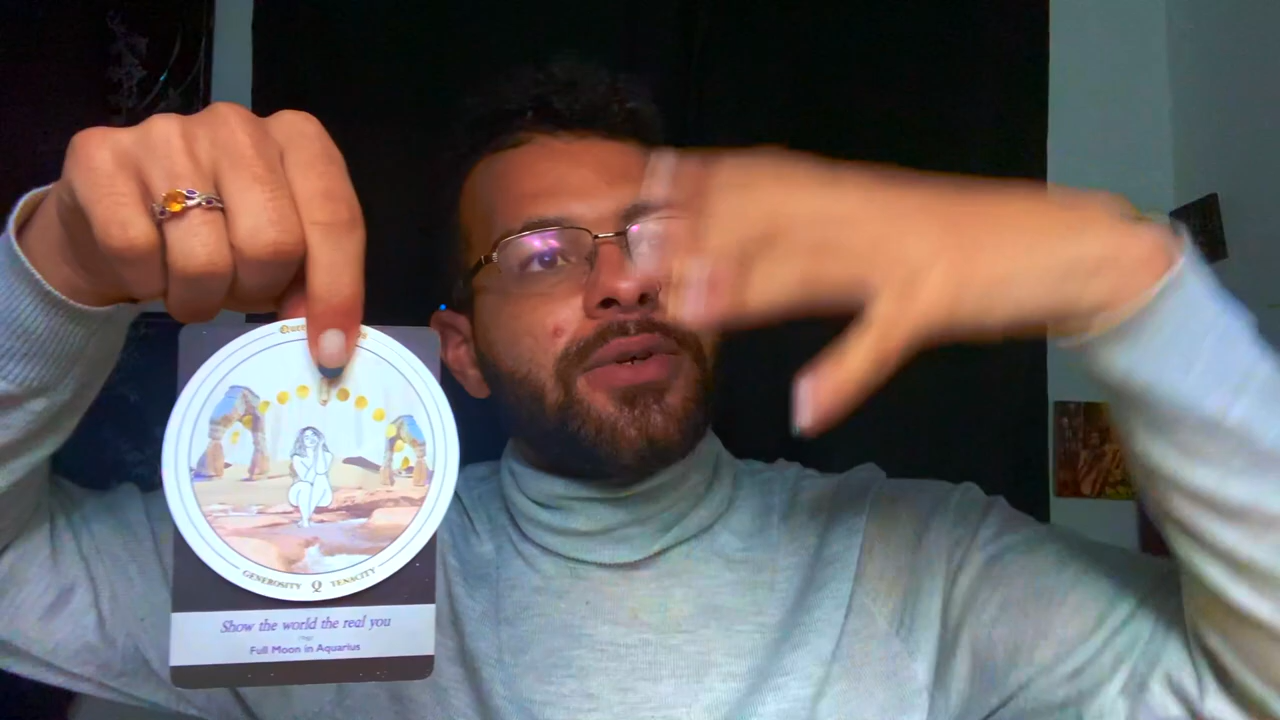 GENEROSITY Q TENACITY
Show the world the real you
Full Moon in Aquarius